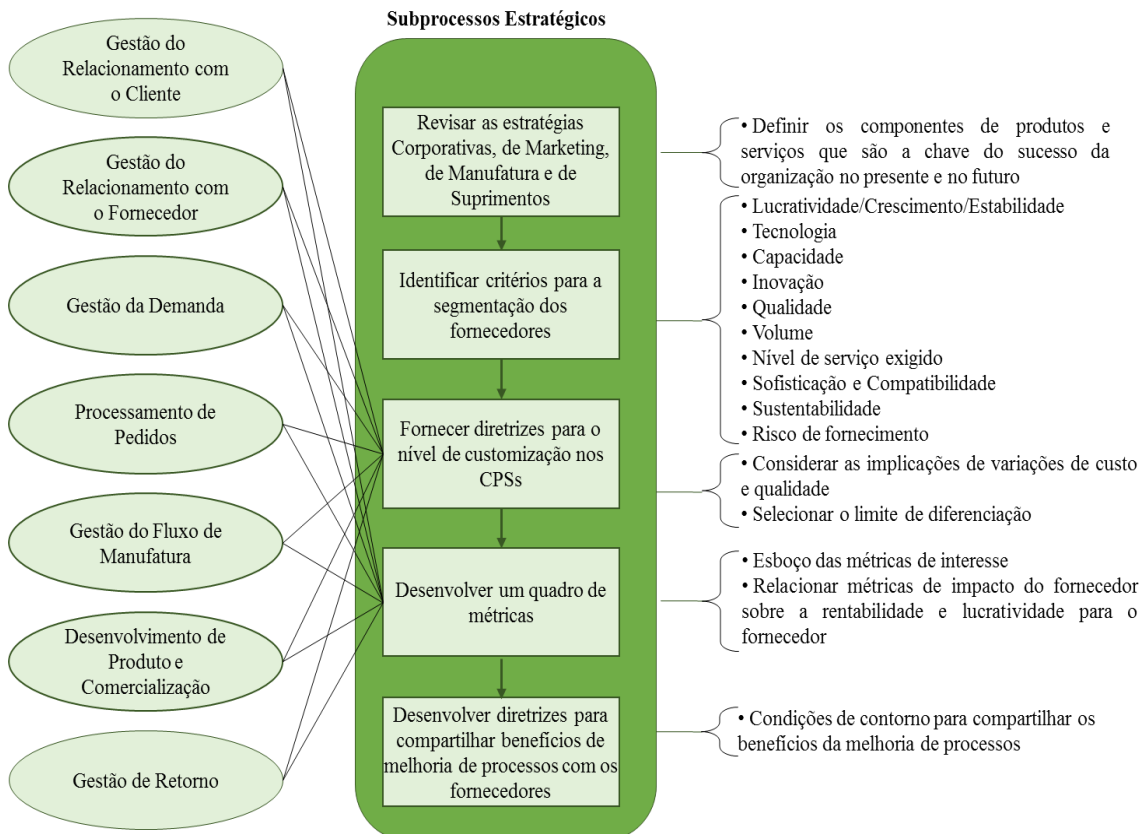 Subprocessos Estratégicos
Gestão do
Relacionamento com
o Cliente
Gestão do
Relacionamento com
o Fornecedor
Gestão da Demanda
Processamento de
Pedidos
Gestão do Fluxo de
Manufatura
Desenvolvimento de
Produto e
Comercialização
Gestão de Retorno
Revisar as estratégias
Corporativas, de Marketing,
de Manufatura e de
Suprimentos
Identificar critérios para a
segmentação dos
fornecedores
Fornecer diretrizes para o
nível de customização nos
CPSs
Desenvolver um quadro de
métricas
Desenvolver diretrizes para
compartilhar benefícios de
melhoria de processos com os
fornecedores
• Definir os componentes de produtos e
serviços que são a chave do sucesso da
organização no presente e no futuro
• Lucratividade/Crescimento/Estabilidade
• Tecnologia
• Capacidade
• Inovação
• Qualidade
• Volume
• Nível de serviço exigido
• Sofisticação e Compatibilidade
• Sustentabilidade
• Risco de fornecimento
• Considerar as implicações de variações de custo
e qualidade
• Selecionar o limite de diferenciação
• Esboço das métricas de interesse
• Relacionar métricas de impacto do fornecedor
sobre a rentabilidade e lucratividade para o
fornecedor
• Condições de contorno para compartilhar os
benefícios da melhoria de processos